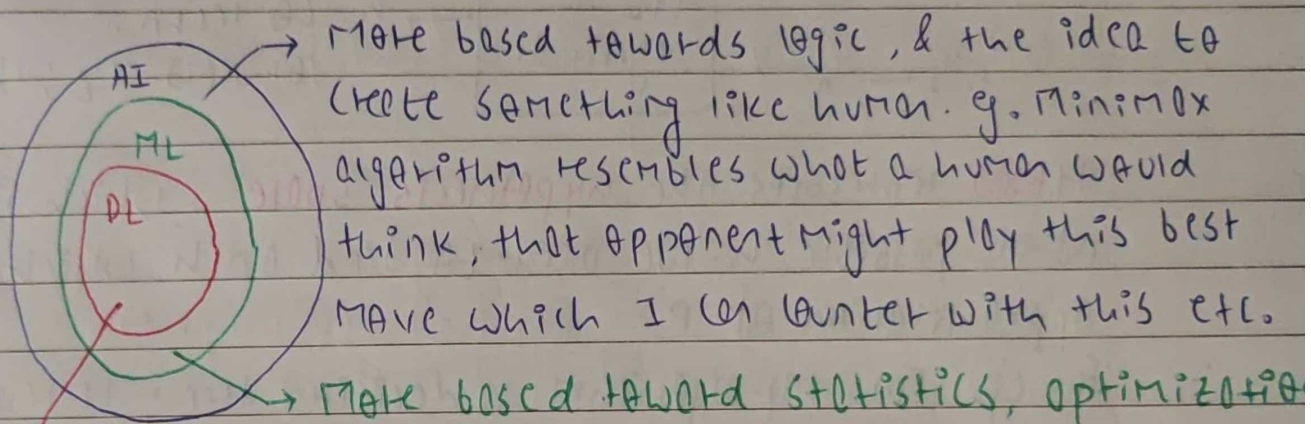 AI
ML
DL
More based towards logic, & the idea to
create something like human. eg. Minimax
algorithm resembles what a human would
think, that opponent might play this best
move which I can counter with this etc.
More based toward statistics, optimizatio